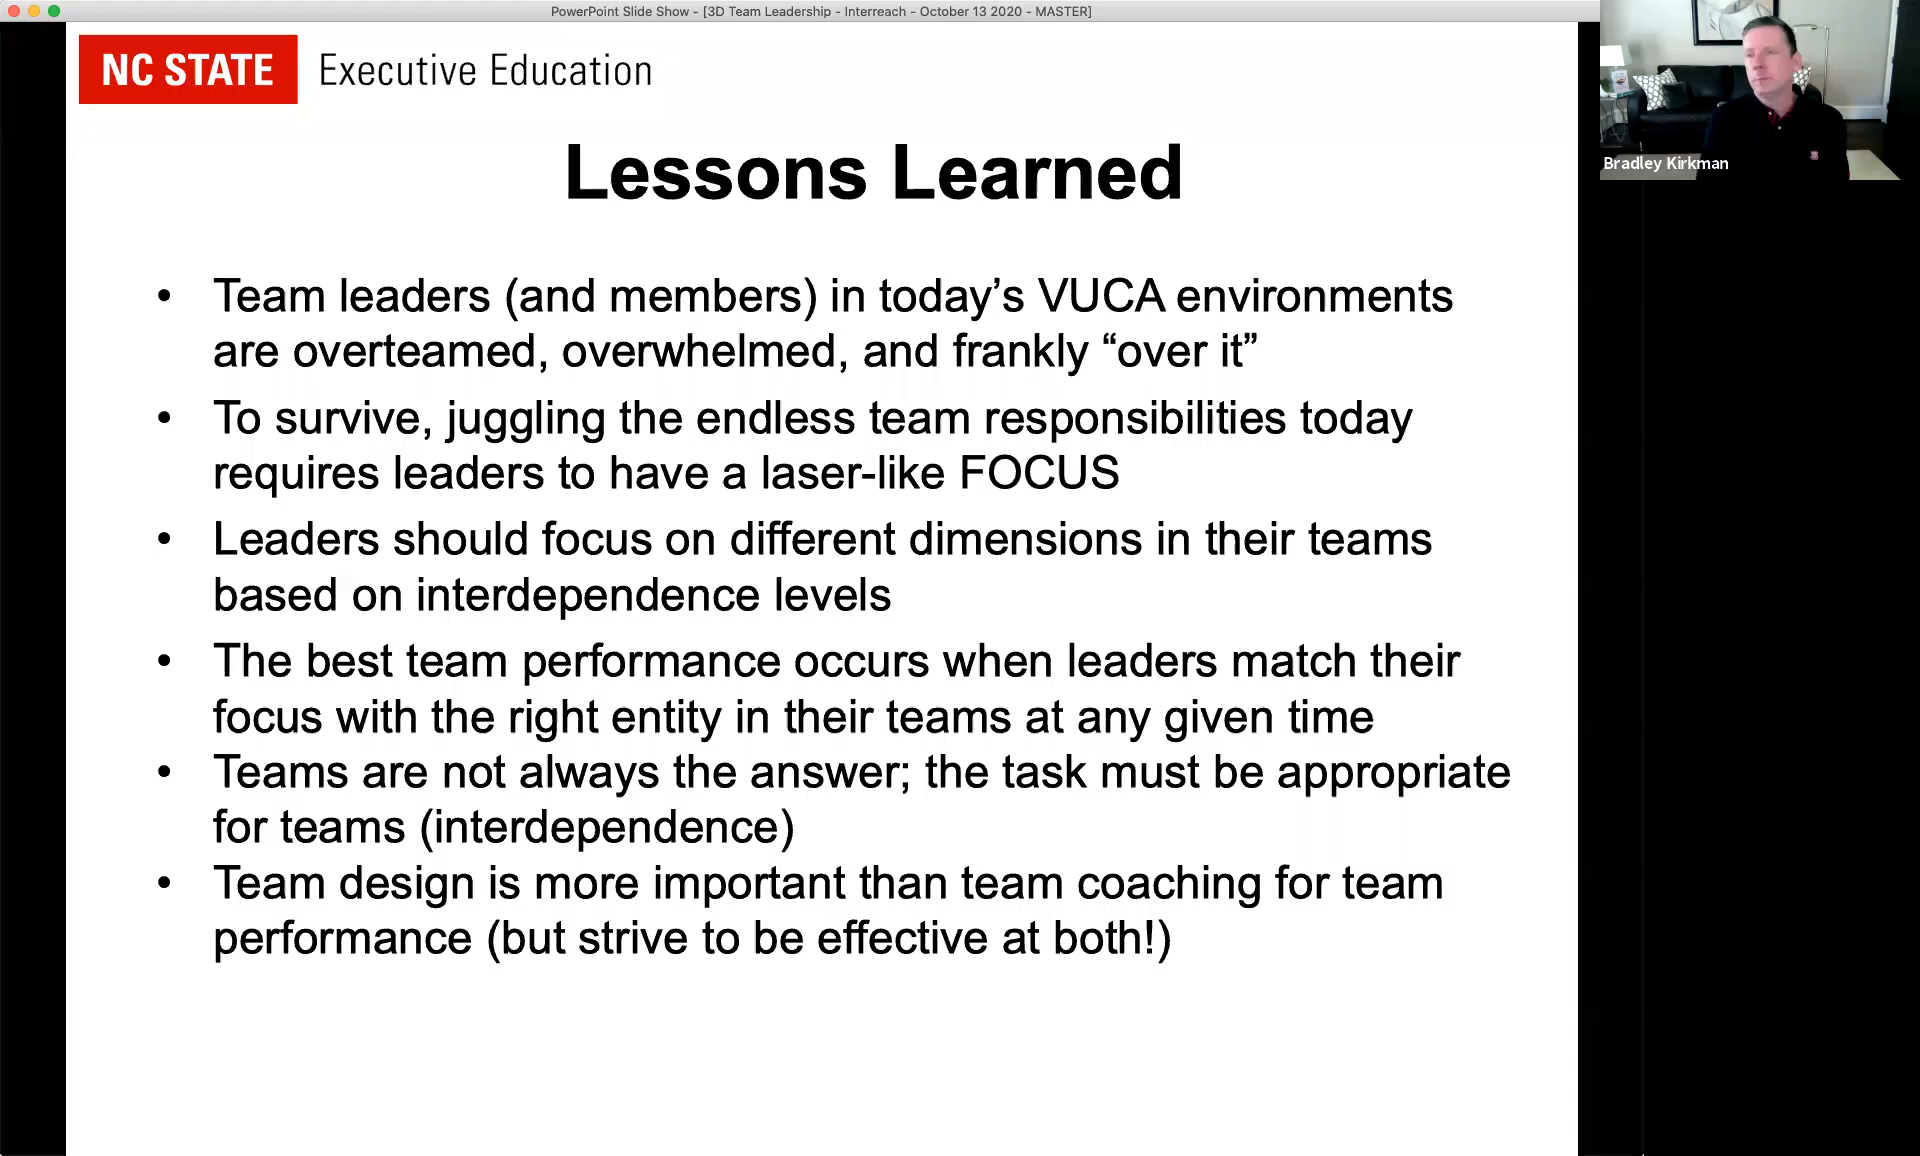 PowerPoint Slide Show - [3D Team Leadership - Interreach - October 13 2020 - MASTER]
NC STATE Executive Education
Bradley Kirkman
Lessons Learned
• Team leaders (and members) in today’s VUCA environments
are overteamed, overwhelmed, and frankly “over it”
• To survive, juggling the endless team responsibilities today
requires leaders to have a laser-like FOCUS
• Leaders should focus on different dimensions in their teams
based on interdependence levels
• The best team performance occurs when leaders match their
focus with the right entity in their teams at any given time
• Teams are not always the answer; the task must be appropriate
for teams (interdependence)
• Team design is more important than team coaching for team
performance (but strive to be effective at both!)